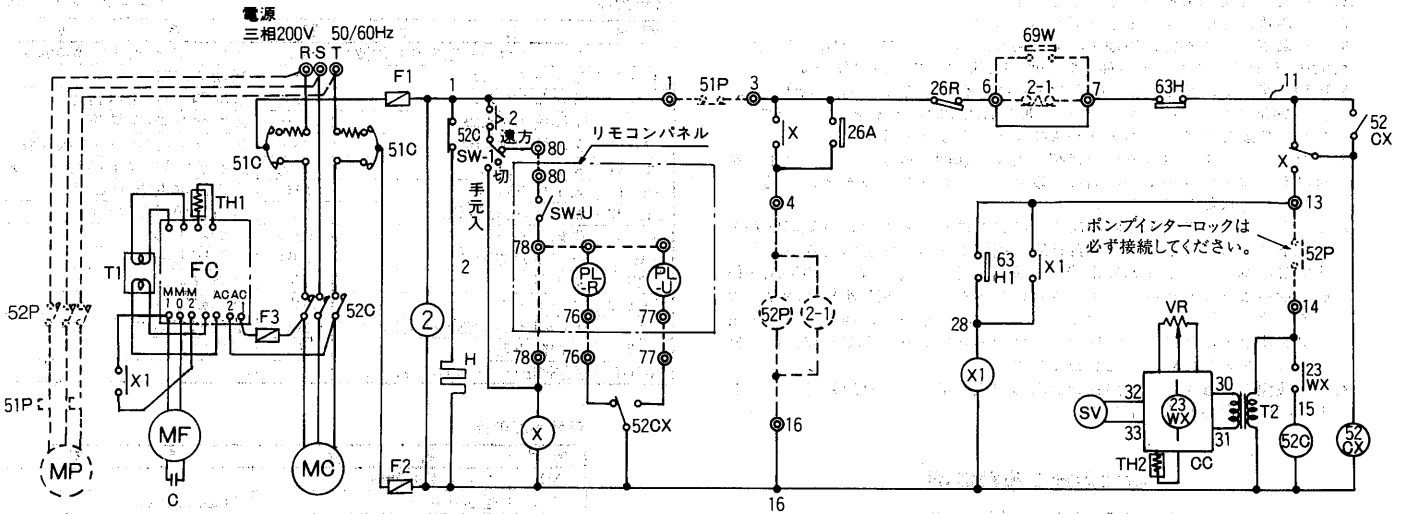 電源
三相200V 50/60Hz
R S T
F1
1
1
51P
3
69W
6
2-1
7
26R
63H
11
51C
51C
52C
2
SW-1
遠方
切
手元入
80
リモコンパネル
80
SW-U
78
X
26A
X
52
CX
TH1
T1
FC
M1
M0
M2
AC2
AC1
F3
52P
52C
2
2
H
PL-R
PL-U
76
77
78
76
77
4
52P
2-1
13
ポンプインターロックは
必ず接続してください。
63
H1
X1
52P
28
14
VR
X1
X1
51P
MP
MF
C
MC
F2
X
52CX
16
16
SV
32
33
23
WX
30
31
T2
TH2
CC
23
WX
15
52C
52
CX